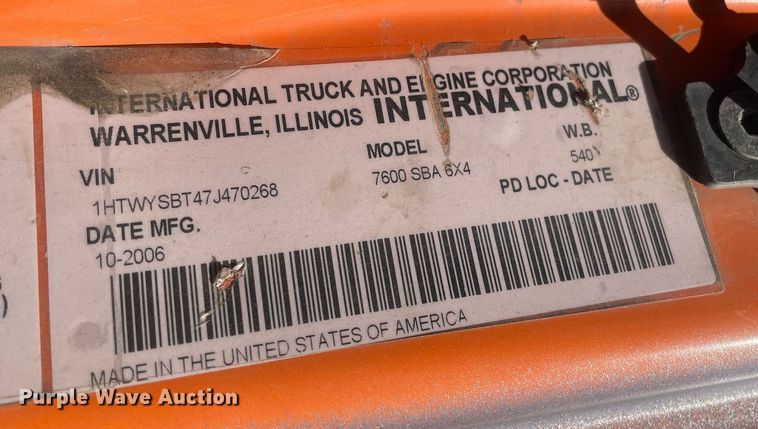 INTERNATIONAL TRUCK AND ENGINE CORPORATION
WARRENVILLE, ILLINOIS INTERNATIONAL®
VIN MODEL W.B.
1HTWYSBT47J470268 7600 SBA 6X4 540
DATE MFG. PD LOC - DATE
10-2006
)
MADE IN THE UNITED STATES OF AMERICA
Purple Wave Auction